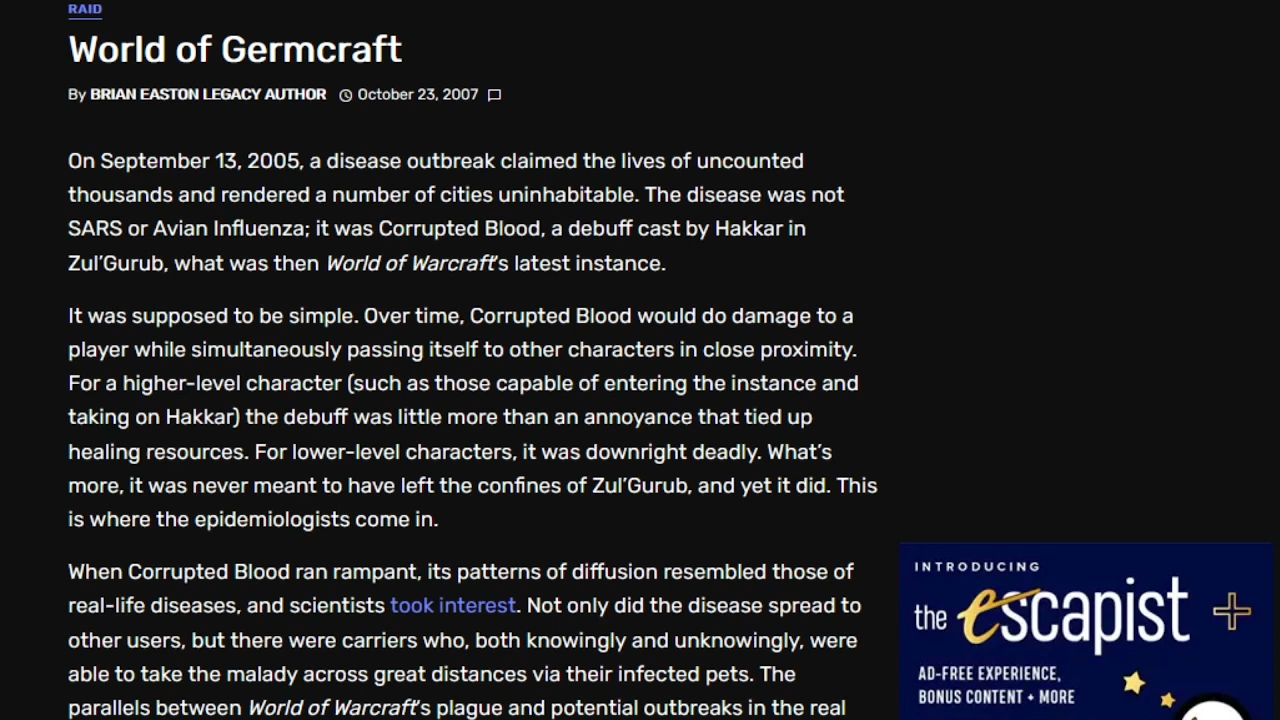 RAID
World of Germcraft
By BRIAN EASTON LEGACY AUTHOR October 23, 2007
On September 13, 2005, a disease outbreak claimed the lives of uncounted
thousands and rendered a number of cities uninhabitable. The disease was not
SARS or Avian Influenza; it was Corrupted Blood, a debuff cast by Hakkar in
Zul’Gurub, what was then World of Warcraft’s latest instance.
It was supposed to be simple. Over time, Corrupted Blood would do damage to a
player while simultaneously passing itself to other characters in close proximity.
For a higher-level character (such as those capable of entering the instance and
taking on Hakkar) the debuff was little more than an annoyance that tied up
healing resources. For lower-level characters, it was downright deadly. What’s
more, it was never meant to have left the confines of Zul’Gurub, and yet it did. This
is where the epidemiologists come in.
When Corrupted Blood ran rampant, its patterns of diffusion resembled those of
real-life diseases, and scientists took interest. Not only did the disease spread to
other users, but there were carriers who, both knowingly and unknowingly, were
able to take the malady across great distances via their infected pets. The
parallels between World of Warcraft’s plague and potential outbreaks in the real
INTRODUCING
the escapist +
AD-FREE EXPERIENCE,
BONUS CONTENT + MORE